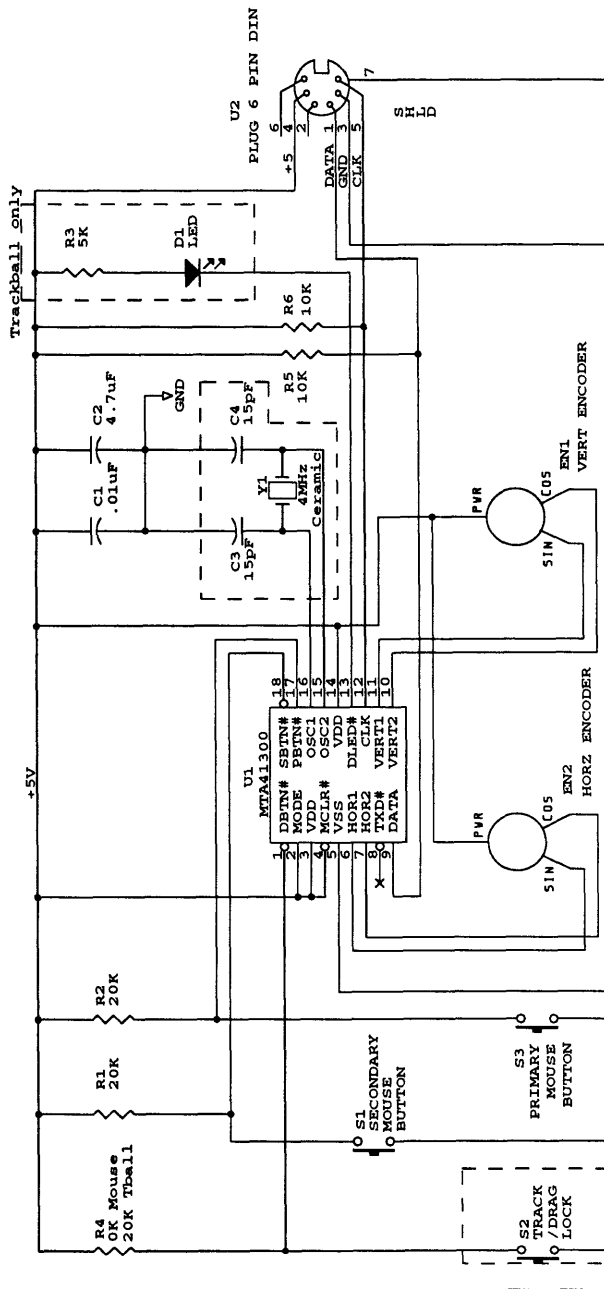 Trackball only
+5V
R4
0K Mouse
20K Tball
R1
20K
R2
20K
C1
.01uF
C2
4.7uF
GND
C3
15pF
C4
15pF
Y1
4MHz
Ceramic
R5
10K
R6
10K
R3
5K
D1
LED
U2
PLUG 6 PIN DIN
6
4
2
1
3
5
7
+5
DATA
GND
CLK
SHLD
U1
MTA41300
1 DBTN#
2 MODE
3 VDD
4 MCLR#
5 VSS
6 HOR1
7 HOR2
8 TXD#
9 DATA
SBTN# 18
PBTN# 17
OSC1 16
OSC2 15
VDD 14
DLED# 13
CLK 12
VERT1 11
VERT2 10
S2
TRACK
/DRAG
LOCK
S1
SECONDARY
MOUSE
BUTTON
S3
PRIMARY
MOUSE
BUTTON
PWR
SIN
COS
EN2
HORZ ENCODER
PWR
SIN
COS
EN1
VERT ENCODER